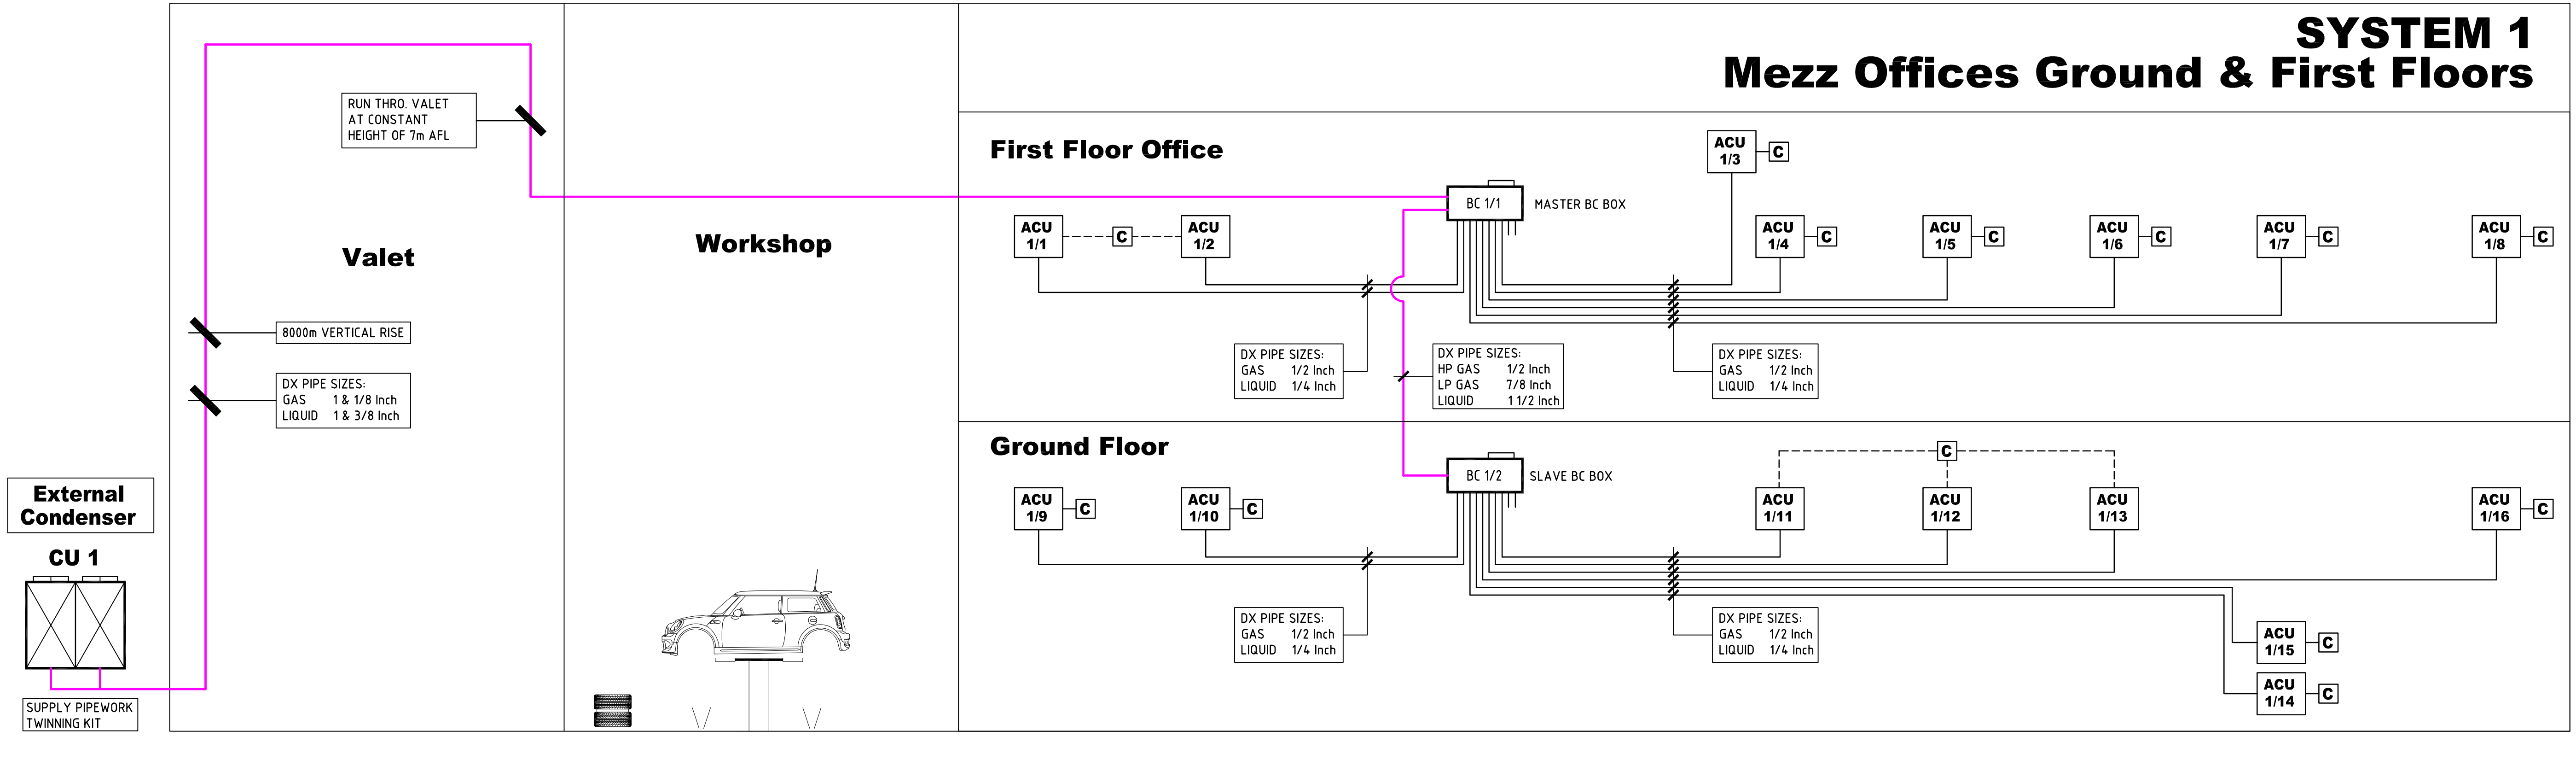 SYSTEM 1
Mezz Offices Ground & First Floors
RUN THRO. VALET
AT CONSTANT
HEIGHT OF 7m AFL
Valet
8000m VERTICAL RISE
DX PIPE SIZES:
GAS 1 & 1/8 Inch
LIQUID 1 & 3/8 Inch
External
Condenser
CU 1
SUPPLY PIPEWORK
TWINNING KIT
Workshop
First Floor Office
BC 1/1
MASTER BC BOX
ACU
1/1
C
ACU
1/2
ACU
1/3
C
ACU
1/4
C
ACU
1/5
C
ACU
1/6
C
ACU
1/7
C
ACU
1/8
C
DX PIPE SIZES:
GAS 1/2 Inch
LIQUID 1/4 Inch
DX PIPE SIZES:
HP GAS 1/2 Inch
LP GAS 7/8 Inch
LIQUID 1 1/2 Inch
DX PIPE SIZES:
GAS 1/2 Inch
LIQUID 1/4 Inch
Ground Floor
BC 1/2
SLAVE BC BOX
ACU
1/9
C
ACU
1/10
C
C
ACU
1/11
ACU
1/12
ACU
1/13
ACU
1/16
C
DX PIPE SIZES:
GAS 1/2 Inch
LIQUID 1/4 Inch
DX PIPE SIZES:
GAS 1/2 Inch
LIQUID 1/4 Inch
ACU
1/15
C
ACU
1/14
C